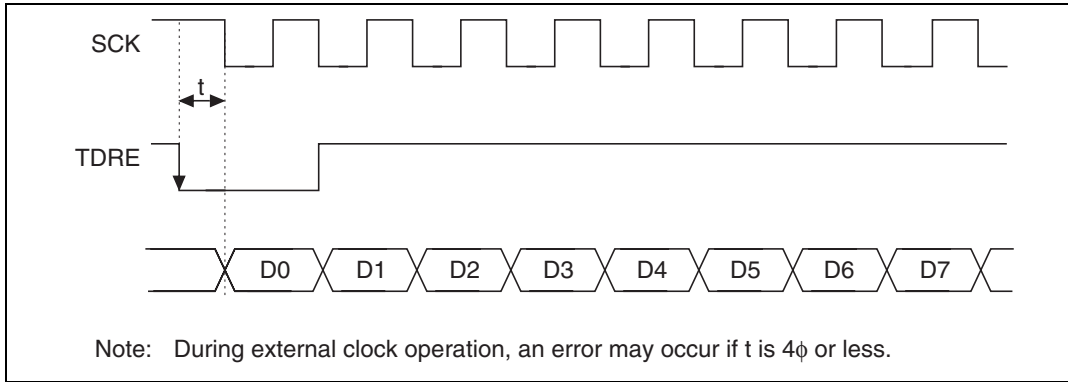 SCK
t
TDRE
D0 D1 D2 D3 D4 D5 D6 D7
Note: During external clock operation, an error may occur if t is 4ϕ or less.